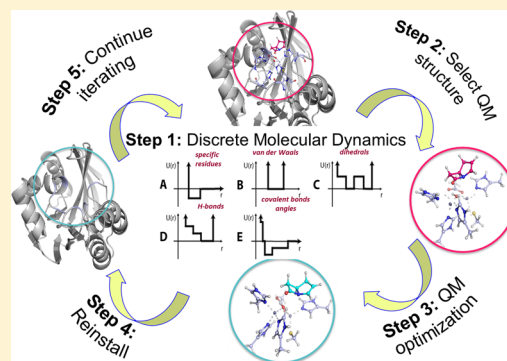 Step 5: Continue
iterating
Step 2: Select QM
structure
Step 1: Discrete Molecular Dynamics
specific
residues
van der Waals
dihedrals
A U(r) r
B U(r) r
C U(r) r
H-bonds
covalent bonds
angles
D U(r) r
E U(r) r
Step 4:
Reinstall
Step 3: QM
optimization